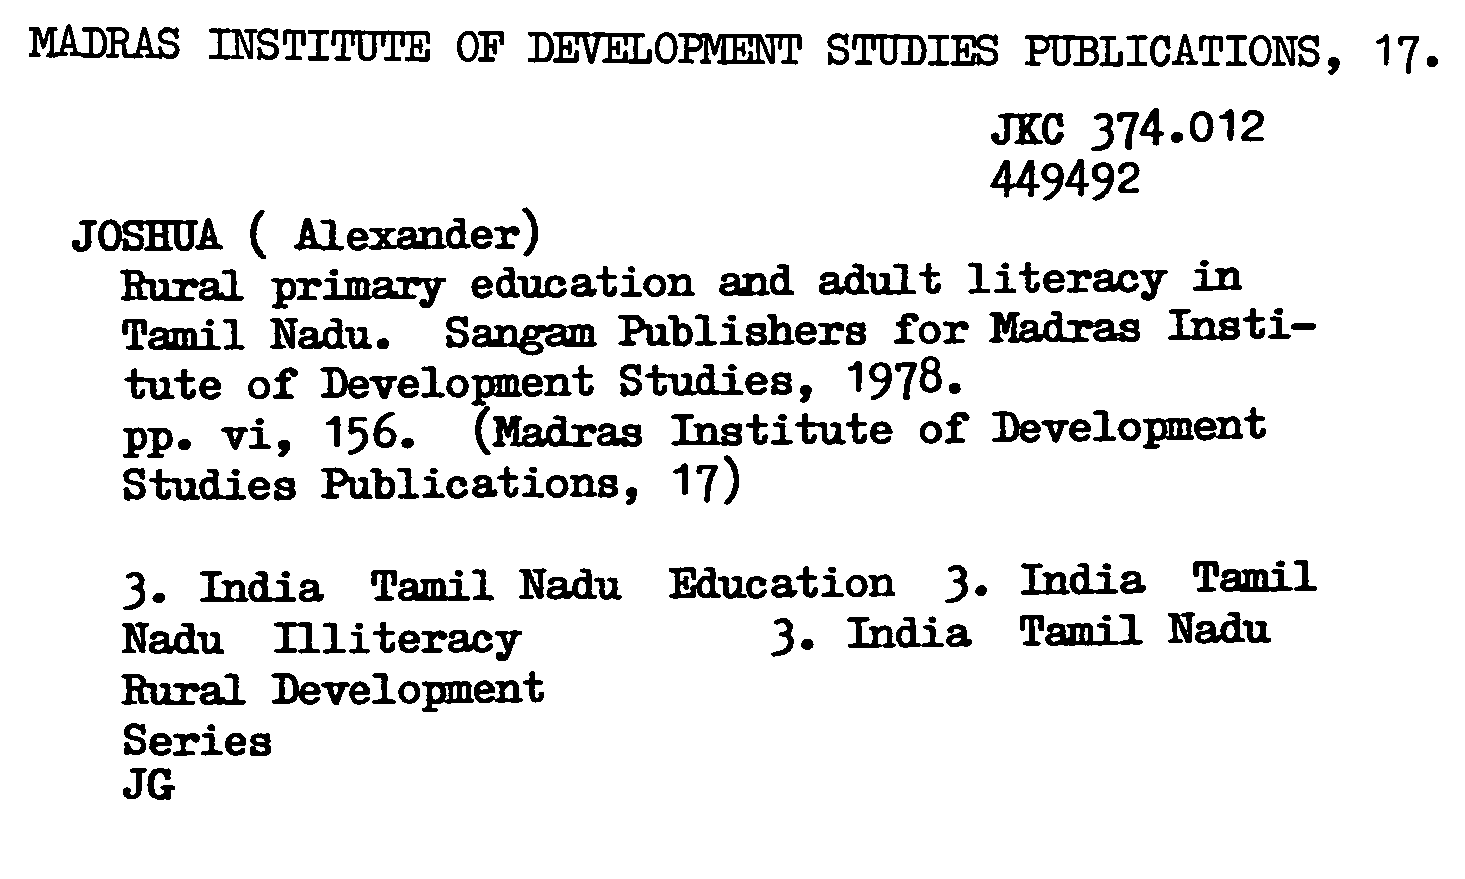 MADRAS INSTITUTE OF DEVELOPMENT STUDIES PUBLICATIONS, 17.
JKC 374.012
449492
JOSHUA ( Alexander)
Rural primary education and adult literacy in
Tamil Nadu. Sangam Publishers for Madras Insti-
tute of Development Studies, 1978.
pp. vi, 156. (Madras Institute of Development
Studies Publications, 17)
3. India Tamil Nadu Education 3. India Tamil
Nadu Illiteracy 3. India Tamil Nadu
Rural Development
Series
JG